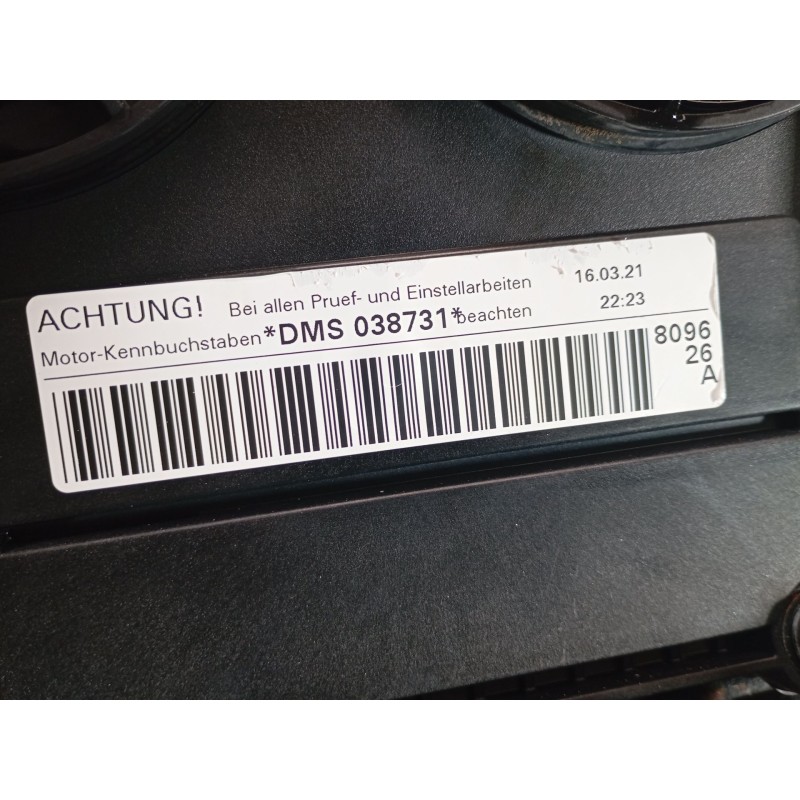 ACHTUNG! Bei allen Pruef- und Einstellarbeiten 16.03.21
Motor-Kennbuchstaben *DMS 038731* beachten 22:23
8096
26
A